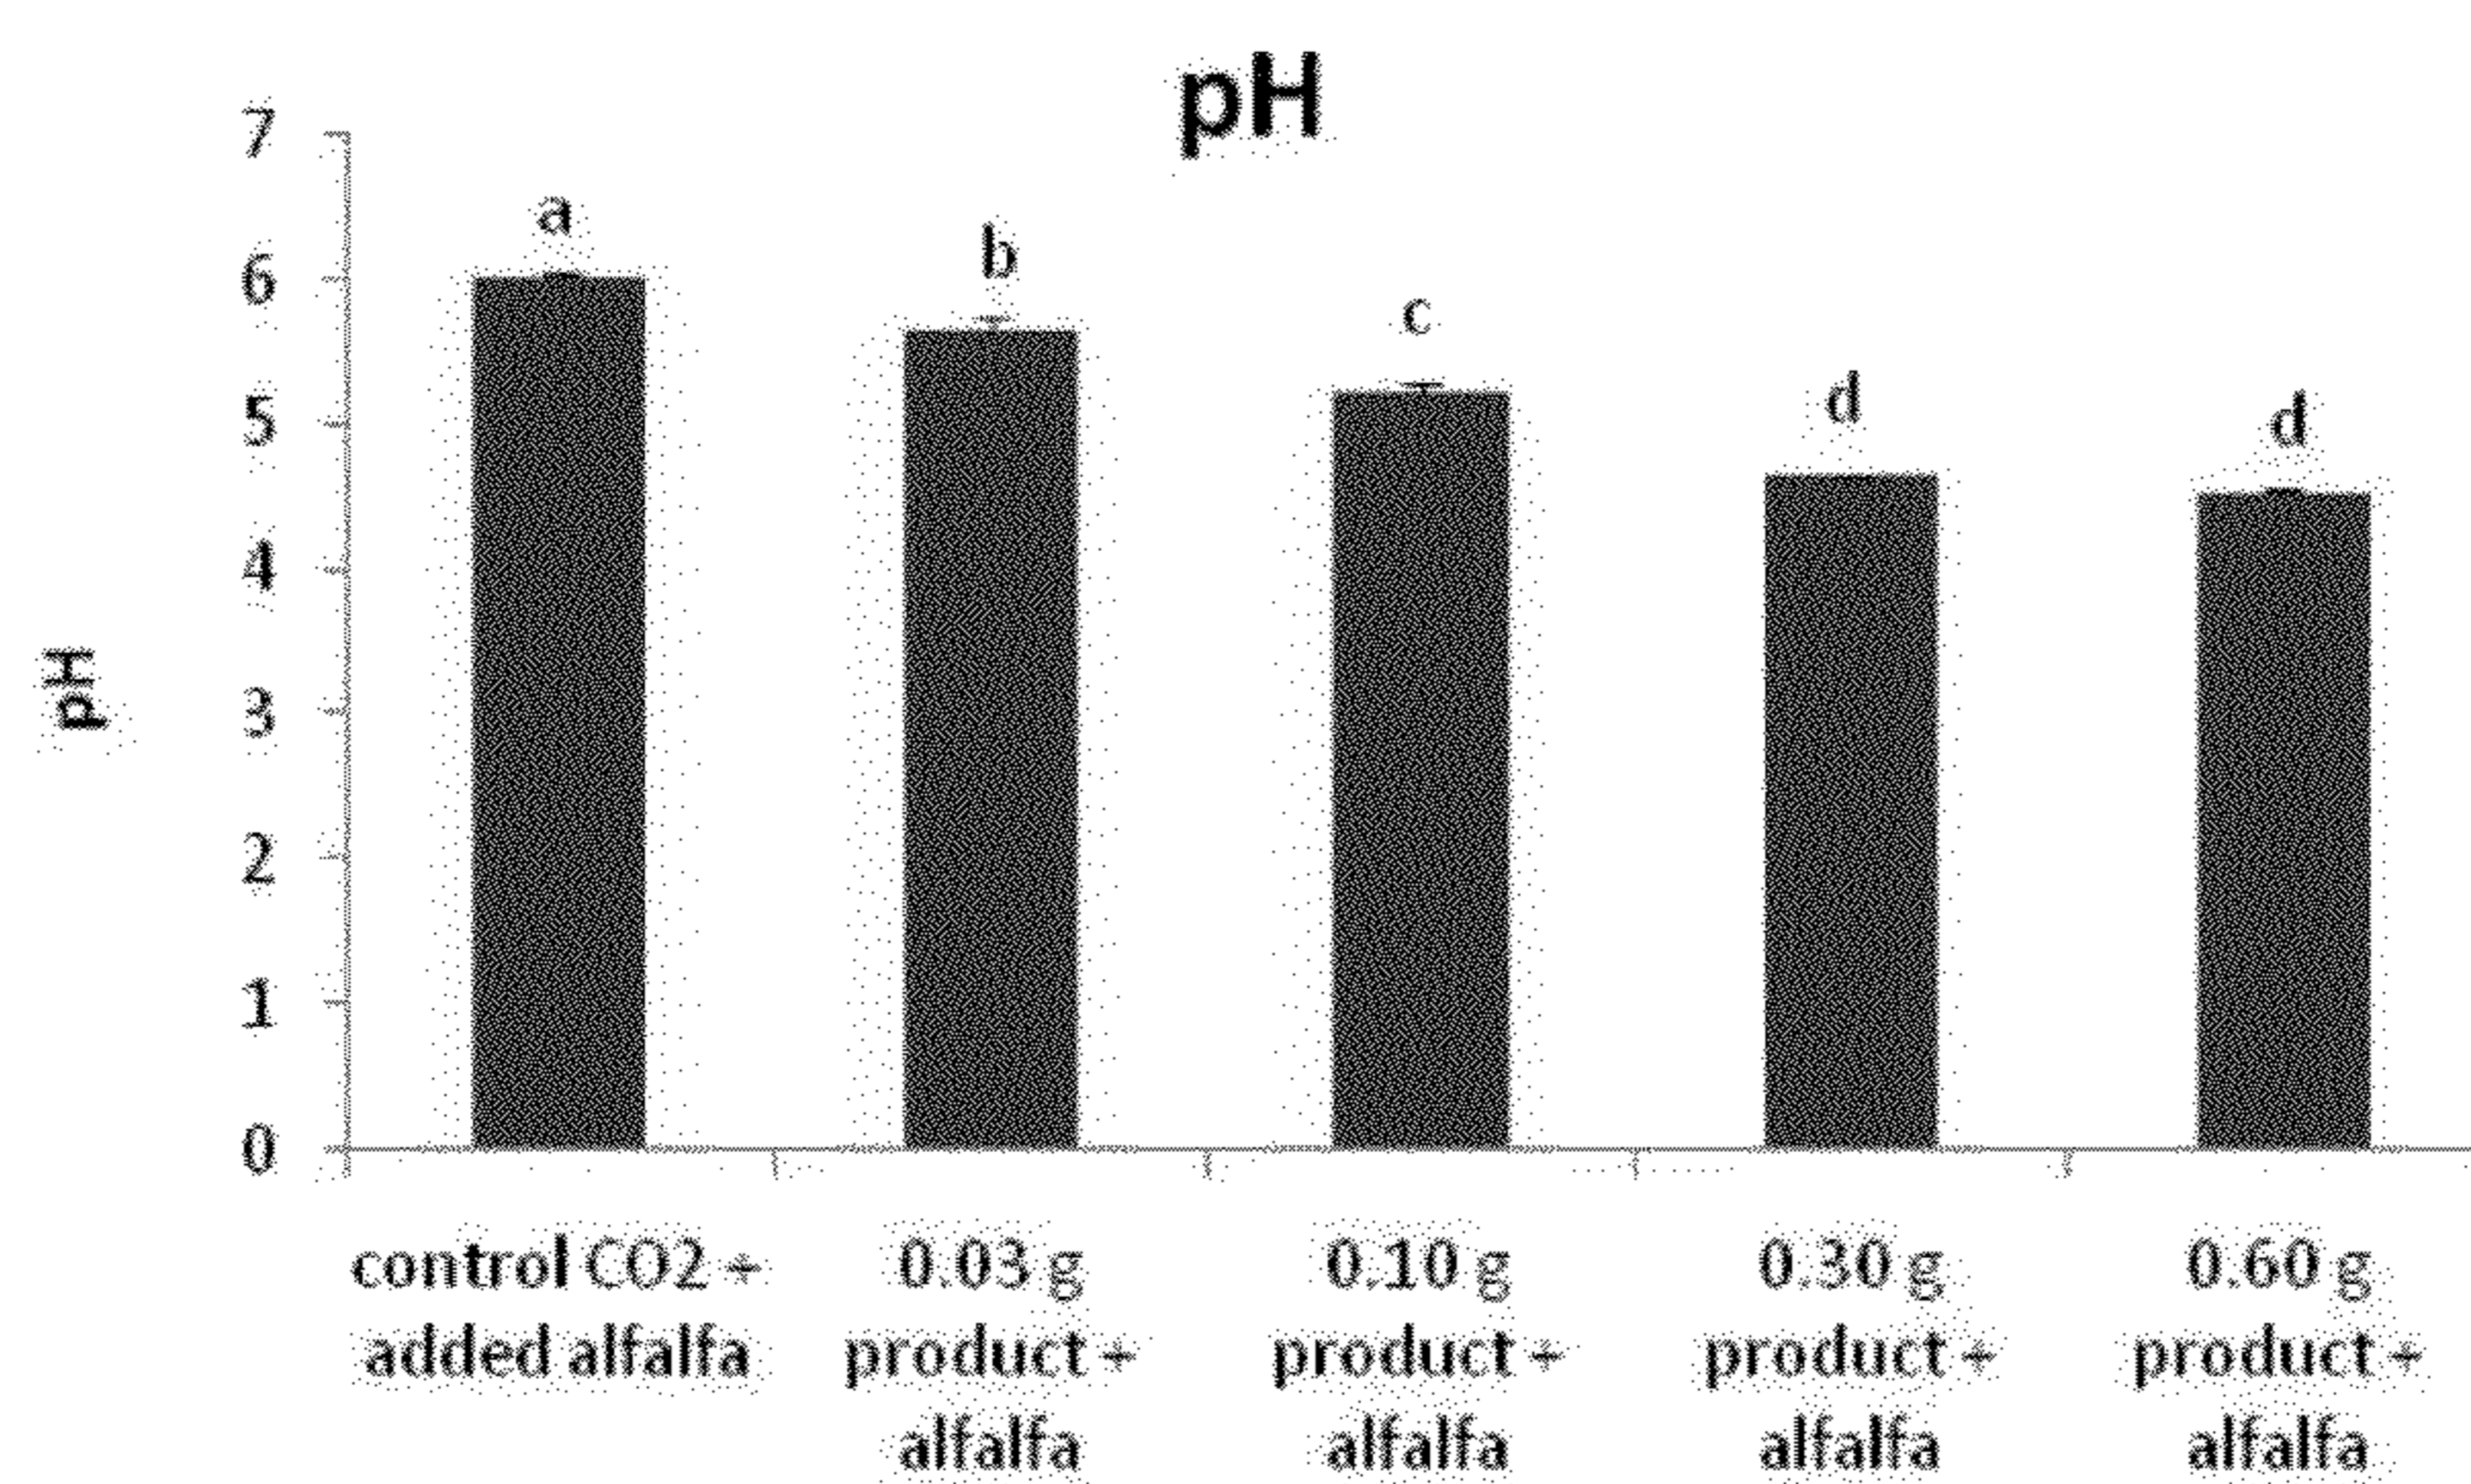 pH
7
a
b
6
c
5
d
d
4
pH
3
2
1
0
control CO2 +
added alfalfa
0.03 g
product +
alfalfa
0.10 g
product +
alfalfa
0.30 g
product +
alfalfa
0.60 g
product +
alfalfa